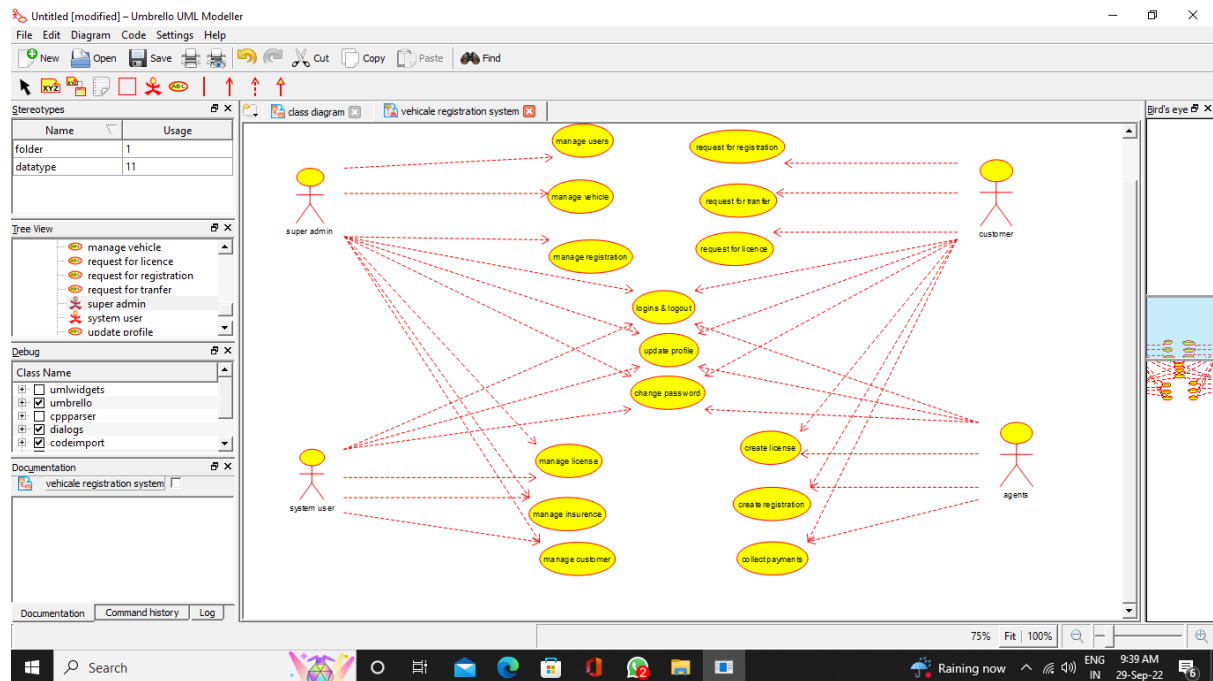 Untitled [modified] – Umbrello UML Modeller
File Edit Diagram Code Settings Help
New Open Save Cut Copy Paste Find
XYZ ABC
Stereotypes
Name Usage
folder 1
datatype 11
Tree View
manage vehicle
request for licence
request for registration
request for tranfer
super admin
system user
update profile
Debug
Class Name
umlwidgets
umbrello
cppparser
dialogs
codeimport
Documentation
vehicale registration system
Documentation Command history Log
class diagram vehicale registration system
manage users
request for registration
manage vehicle
request for tranfer
super admin
customer
manage registration
request for licence
logins & logout
update profile
change password
manage license
create license
system user
agents
manage insurence
create registration
manage customer
collect payments
Bird's eye
75% Fit 100%
Search
2
Raining now
ENG
IN
9:39 AM
29-Sep-22
6